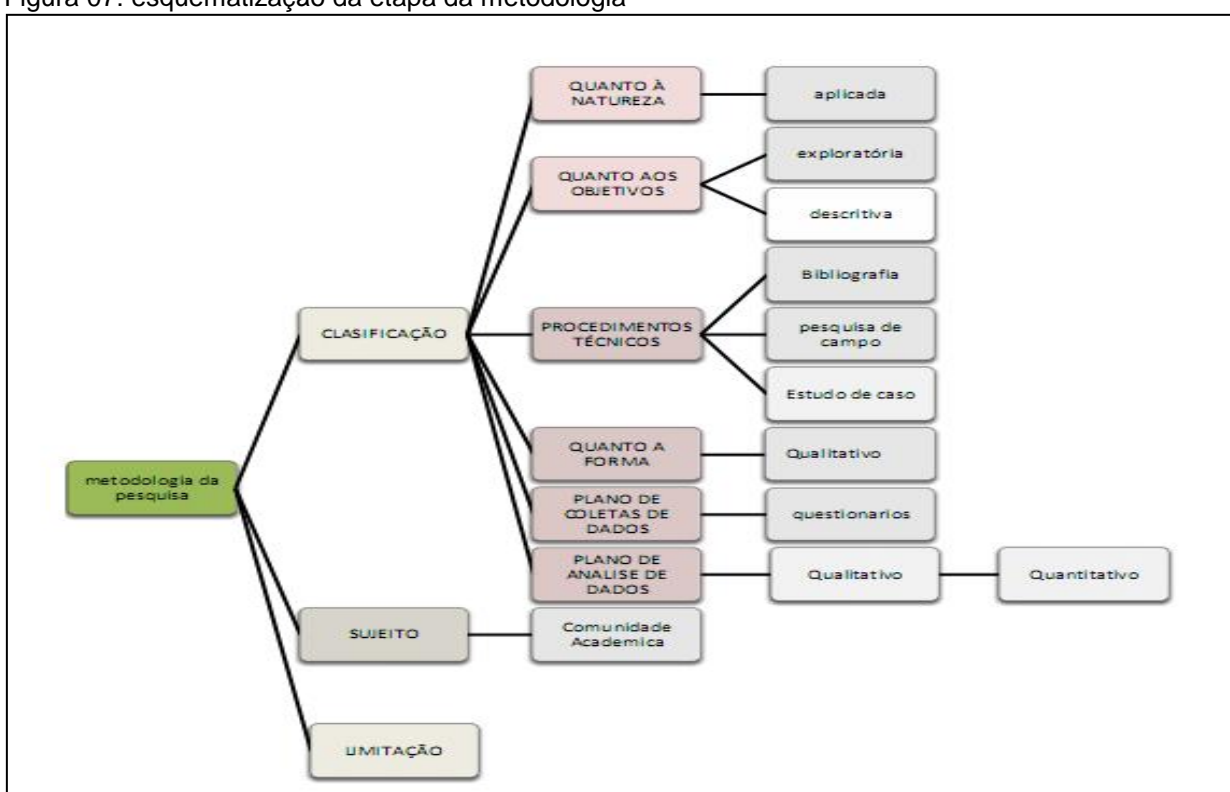 Figura 07: esquematização da etapa da metodologia
QUANTO À
NATUREZA
aplicada
QUANTO AOS
OBJETIVOS
exploratória
descritiva
CLASIFICAÇÃO
PROCEDIMENTOS
TÉCNICOS
Bibliografia
pesquisa de
campo
Estudo de caso
QUANTO A
FORMA
Qualitativo
metodologia da
pesquisa
PLANO DE
COLETAS DE
DADOS
questionarios
PLANO DE
ANALISE DE
DADOS
Qualitativo
Quantitativo
SUJEITO
Comunidade
Academica
LIMITAÇÃO